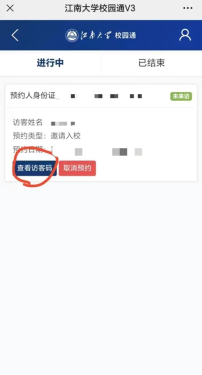 江南大学校园通V3
江南大学 校园通
进行中 已结束
预约人身份证
未来访
访客姓名
预约类型：邀请入校
预约日期：
查看访客码 取消预约